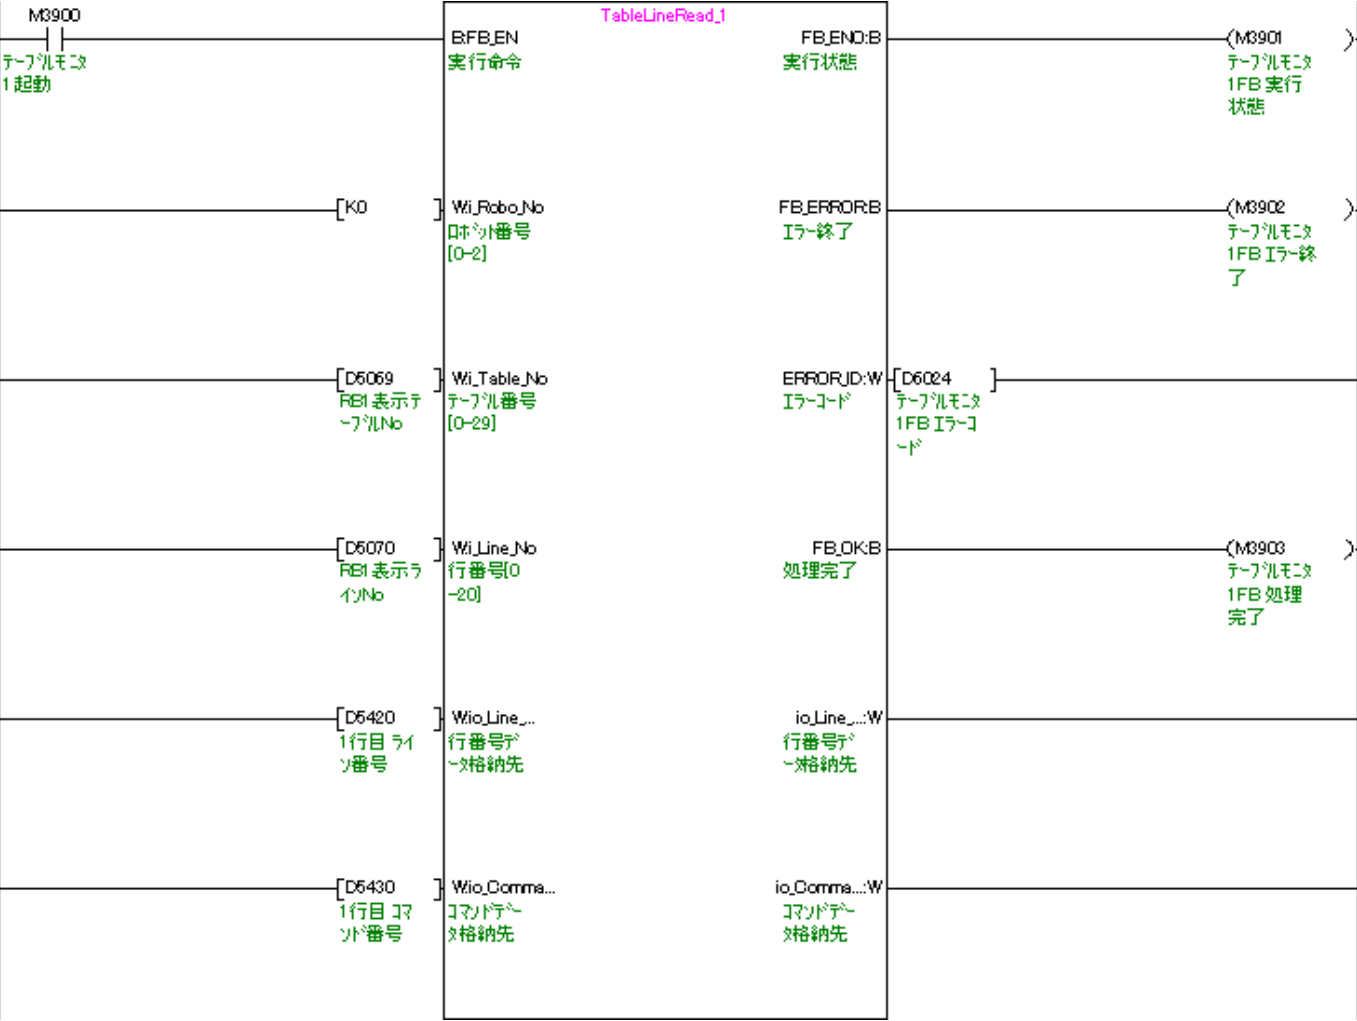 M3900
テーブルモニタ
1起動
TableLineRead_1
B:FB_EN
実行命令
FB_ENO:B
実行状態
(M3901 )
テーブルモニタ
1FB実行
状態
[K0 ]
W:i_Robo_No
ロボット番号
[0-2]
FB_ERROR:B
エラー終了
(M3902 )
テーブルモニタ
1FBエラー終
了
[D5069 ]
RB1表示テ
ーブルNo
W:i_Table_No
テーブル番号
[0-29]
ERROR_ID:W
エラーコード
[D6024 ]
テーブルモニタ
1FBエラーコ
ード
[D5070 ]
RB1表示ラ
インNo
W:i_Line_No
行番号[0
-20]
FB_OK:B
処理完了
(M3903 )
テーブルモニタ
1FB処理
完了
[D5420 ]
1行目 ライ
ン番号
W:io_Line_...
行番号デ
ータ格納先
io_Line_...:W
行番号デ
ータ格納先
[D5430 ]
1行目 コマ
ンド番号
W:io_Comma...
コマンドデー
タ格納先
io_Comma...:W
コマンドデー
タ格納先